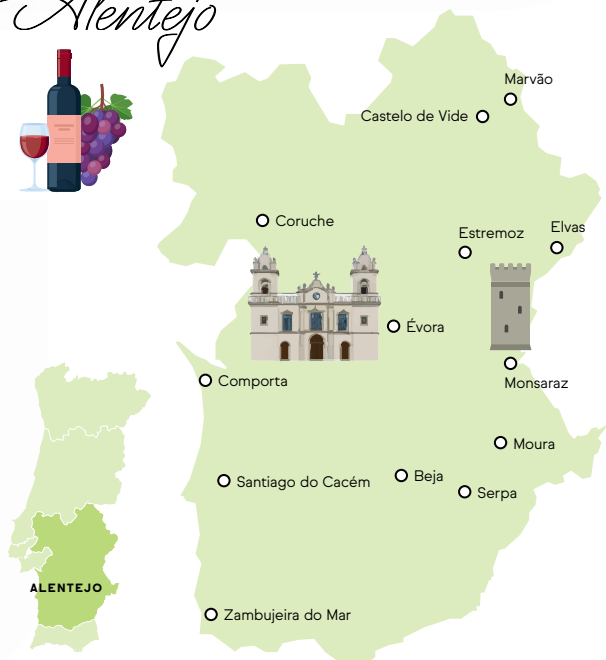 Alentejo
Marvão
Castelo de Vide
Coruche
Estremoz
Elvas
Évora
Comporta
Monsaraz
Moura
Santiago do Cacém
Beja
Serpa
ALENTEJO
Zambujeira do Mar